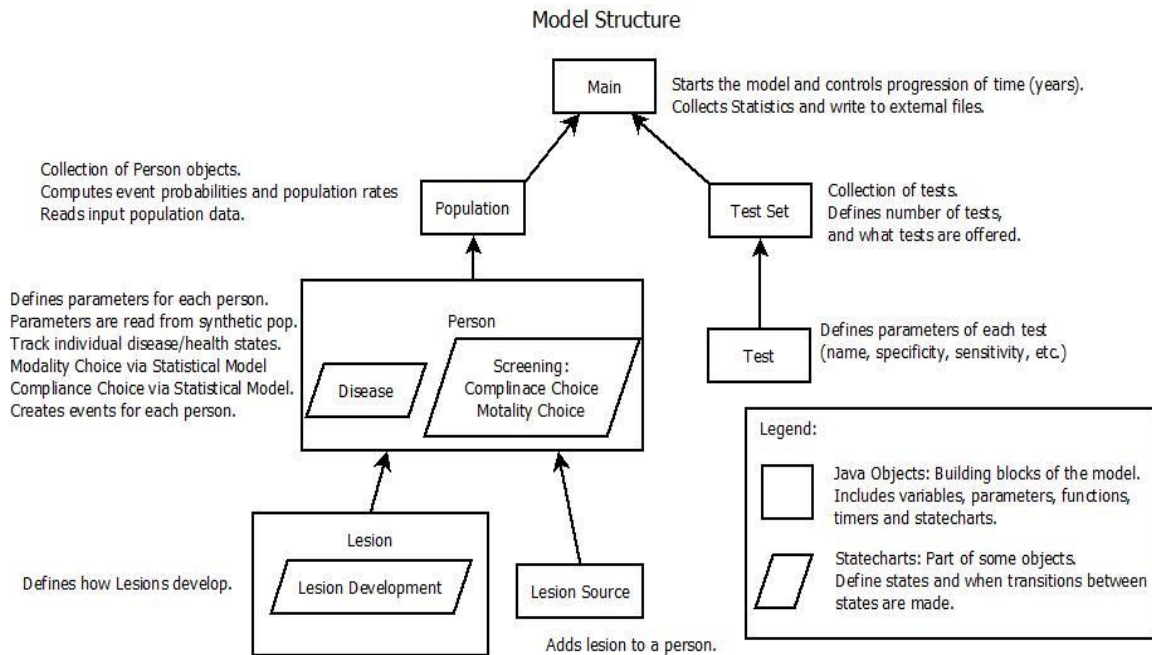 Model Structure
Main
Starts the model and controls progression of time (years).
Collects Statistics and write to external files.
Collection of Person objects.
Computes event probabilities and population rates
Reads input population data.
Population
Test Set
Collection of tests.
Defines number of tests,
and what tests are offered.
Defines parameters for each person.
Parameters are read from synthetic pop.
Track individual disease/health states.
Modality Choice via Statistical Model
Compliance Choice via Statistical Model.
Creates events for each person.
Person
Disease
Screening:
Complinace Choice
Motality Choice
Test
Defines parameters of each test
(name, specificity, sensitivity, etc.)
Legend:
Java Objects: Building blocks of the model.
Includes variables, parameters, functions,
timers and statecharts.
Statecharts: Part of some objects.
Define states and when transitions between
states are made.
Defines how Lesions develop.
Lesion
Lesion Development
Lesion Source
Adds lesion to a person.